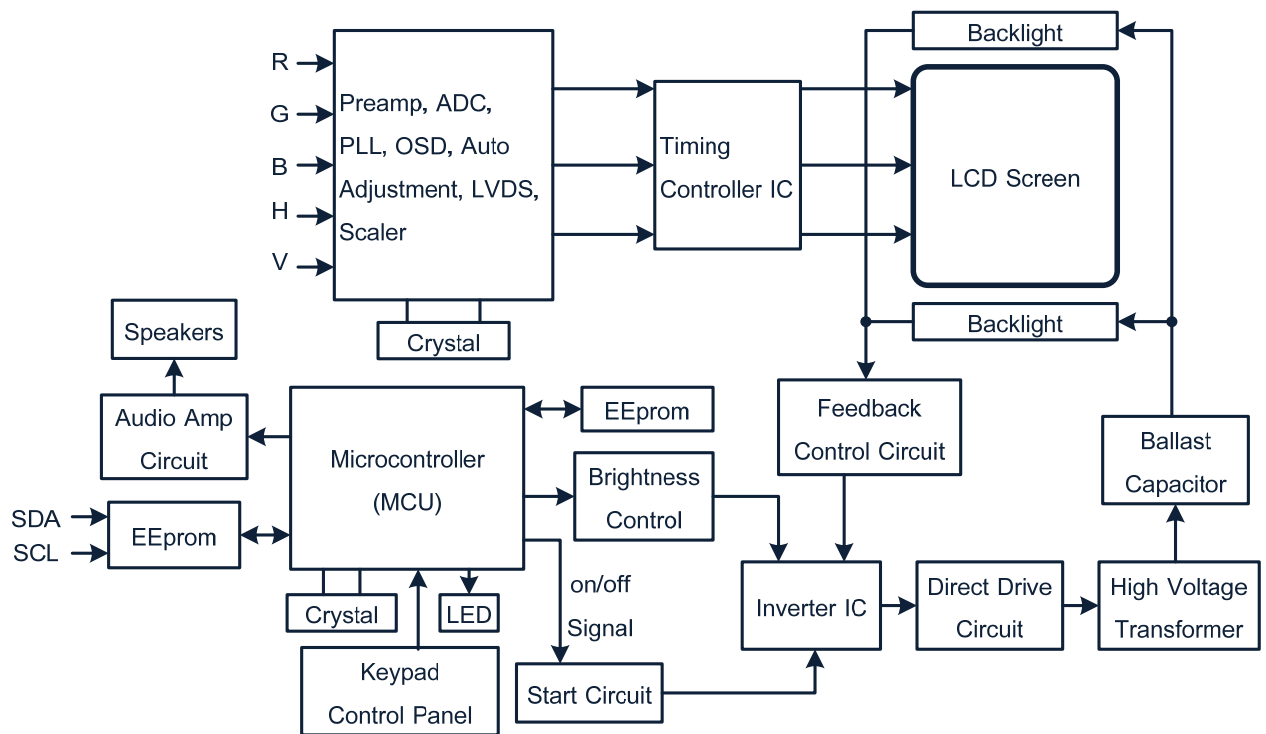 Backlight
R
G
B
H
V
Preamp, ADC,
PLL, OSD, Auto
Adjustment, LVDS,
Scaler
Timing
Controller IC
LCD Screen
Speakers
Crystal
Backlight
Audio Amp
Circuit
Microcontroller
(MCU)
EEprom
Feedback
Control Circuit
Ballast
Capacitor
Brightness
Control
SDA
SCL
EEprom
Crystal
LED
on/off
Signal
Inverter IC
Direct Drive
Circuit
High Voltage
Transformer
Keypad
Control Panel
Start Circuit